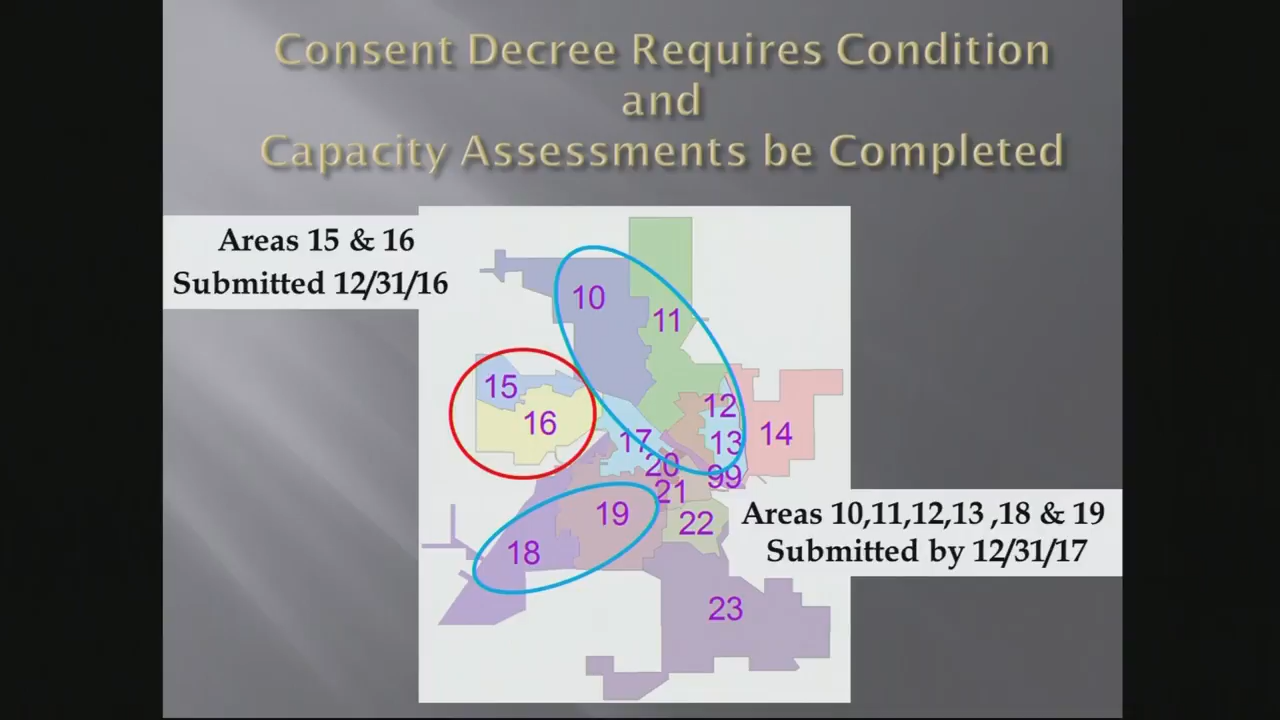 Consent Decree Requires Condition
and
Capacity Assessments be Completed
Areas 15 & 16
Submitted 12/31/16
10
11
15
16
12
13
14
17
20
99
21
19
22
18
Areas 10,11,12,13 ,18 & 19
Submitted by 12/31/17
23